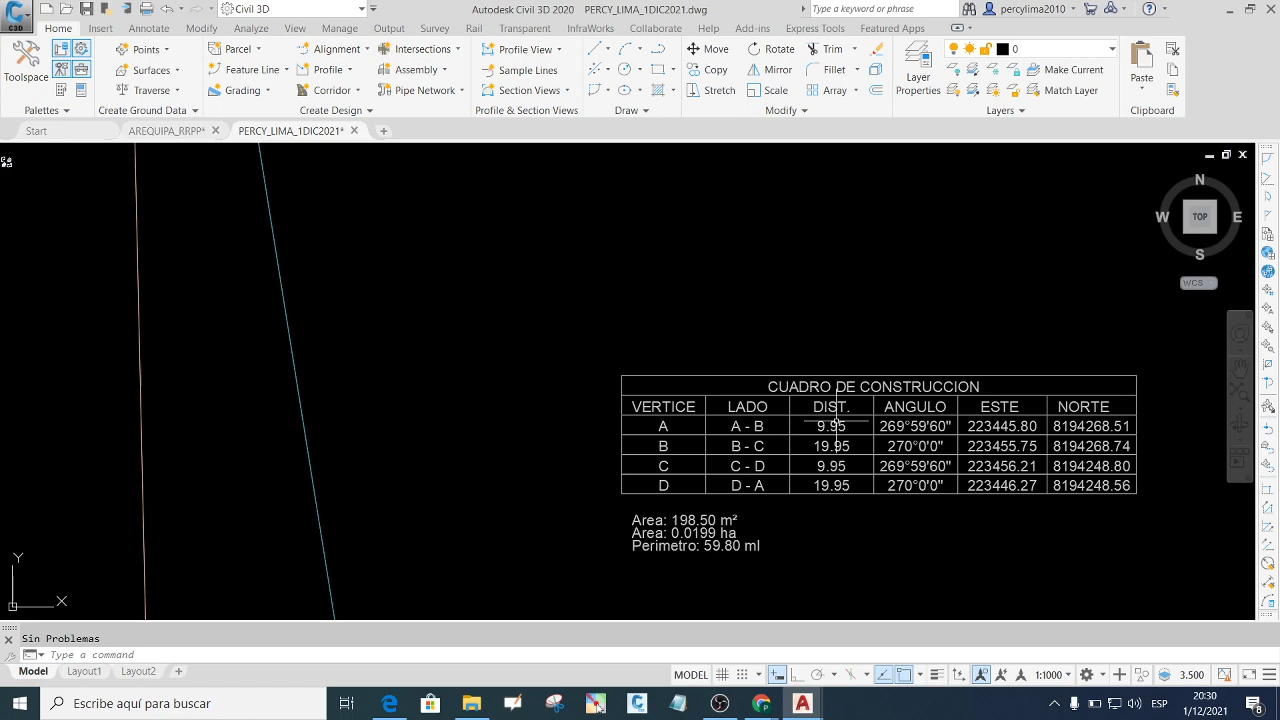 C3D
Civil 3D
Autodesk Civil 3D 2020 PERCY_LIMA_1DIC2021.dwg
Type a keyword or phrase
percylima2010
Home Insert Annotate Modify Analyze View Manage Output Survey Rail Transparent InfraWorks Collaborate Help Add-ins Express Tools Featured Apps
Toolspace
Palettes
Points
Surfaces
Traverse
Create Ground Data
Parcel
Feature Line
Grading
Alignment
Profile
Corridor
Intersections
Assembly
Pipe Network
Create Design
Profile View
Sample Lines
Section Views
Profile & Section Views
Draw
Move
Copy
Stretch
Rotate
Mirror
Scale
Trim
Fillet
Array
Modify
Layer
Properties
0
Make Current
Match Layer
Layers
Paste
Clipboard
Start AREQUIPA_RRPP* PERCY_LIMA_1DIC2021*
N
W TOP E
S
WCS
CUADRO DE CONSTRUCCION
VERTICE LADO DIST. ANGULO ESTE NORTE
A A - B 9.95 269°59'60" 223445.80 8194268.51
B B - C 19.95 270°0'0" 223455.75 8194268.74
C C - D 9.95 269°59'60" 223456.21 8194248.80
D D - A 19.95 270°0'0" 223446.27 8194248.56
Area: 198.50 m²
Area: 0.0199 ha
Perimetro: 59.80 ml
Y
X
Sin Problemas
Type a command
Model Layout1 Layout2 +
MODEL 1:1000 3.500
Escribe aquí para buscar
ESP
20:30
1/12/2021